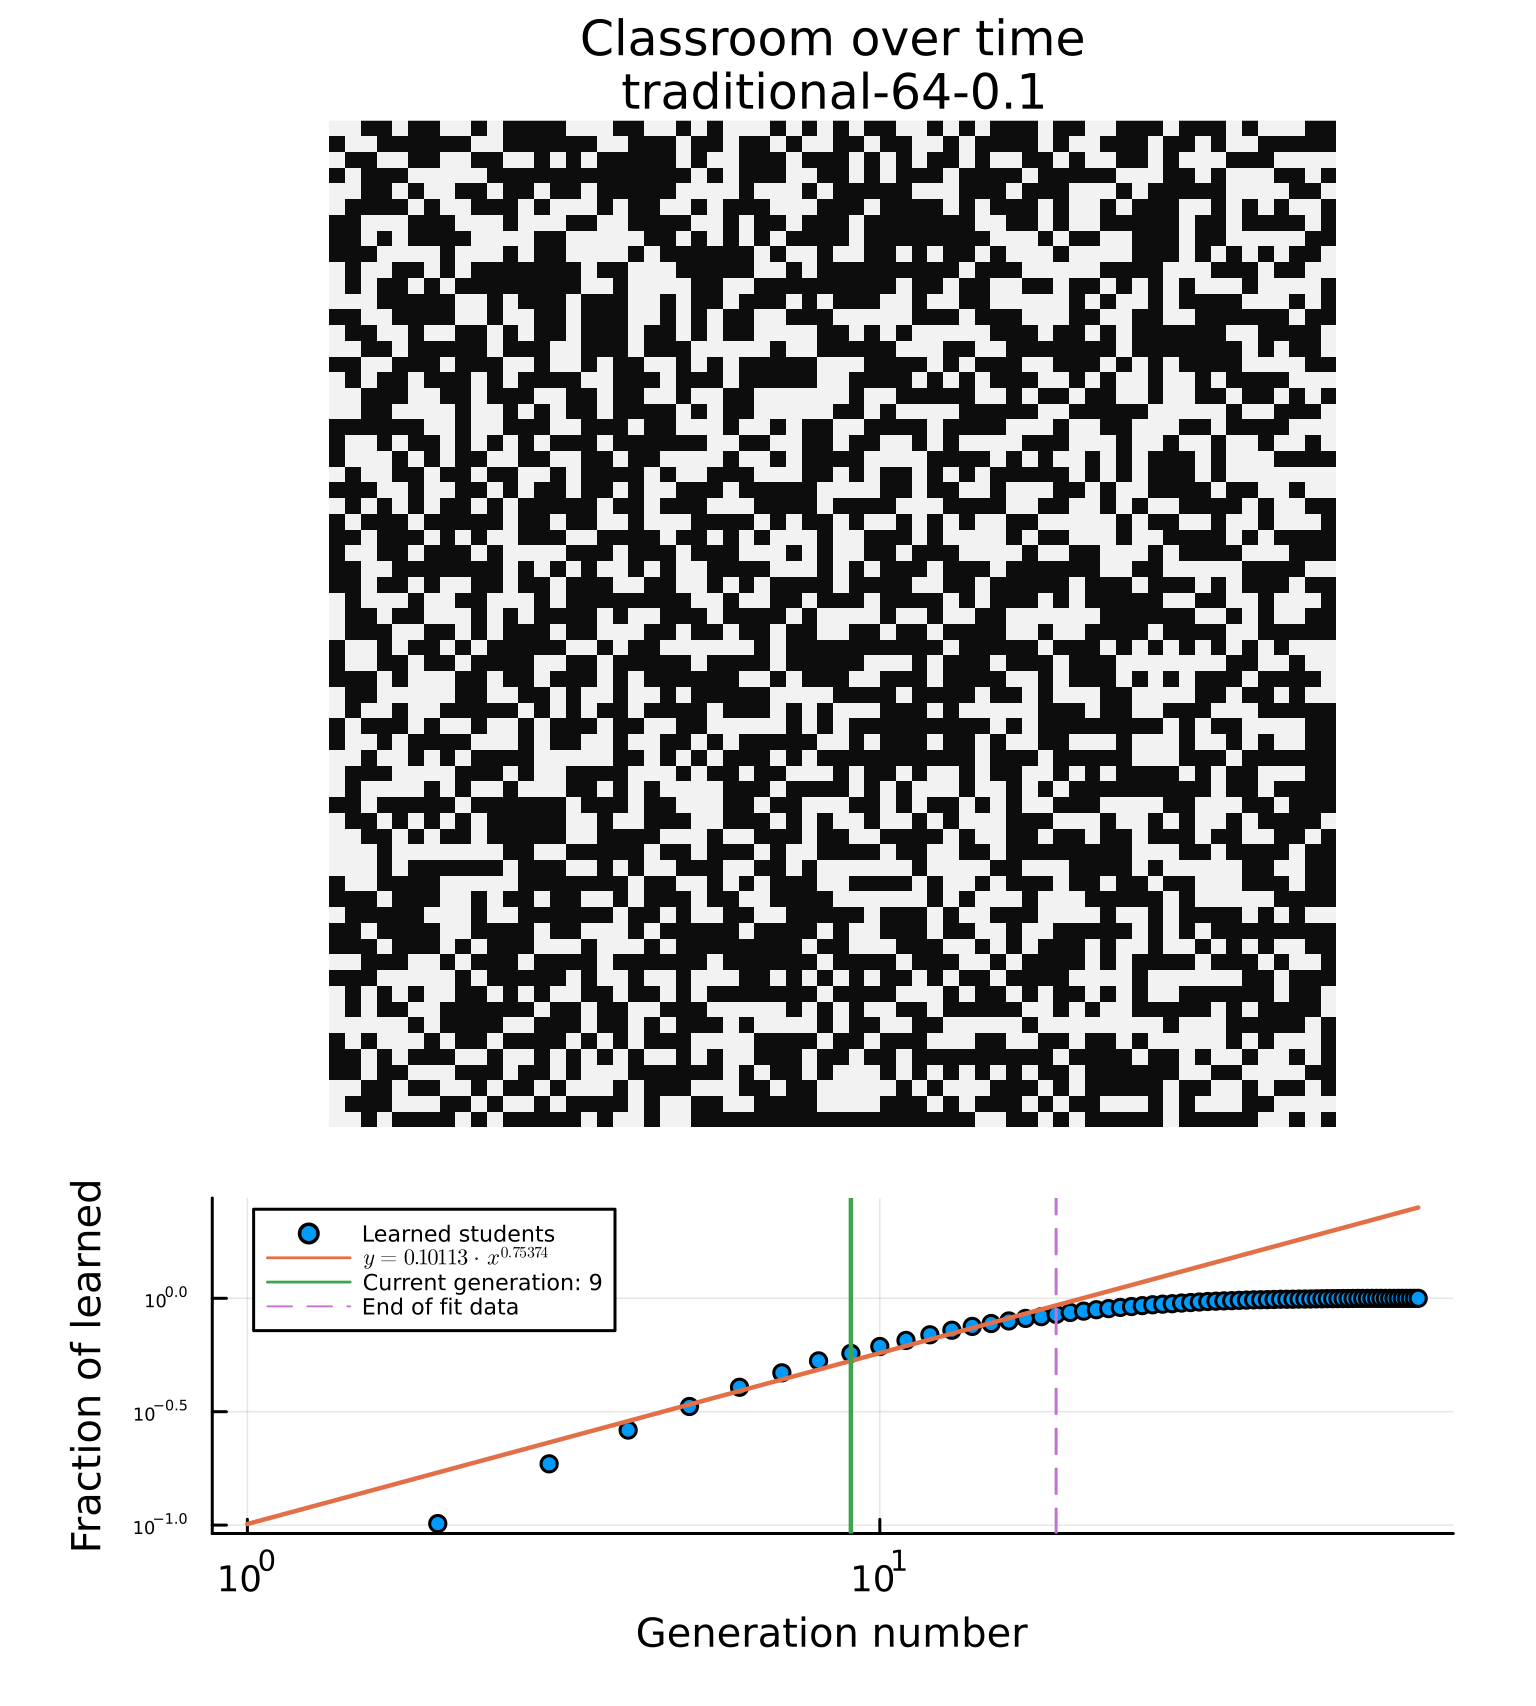 Classroom over time
traditional-64-0.1
Fraction of learned
Learned students
y = 0.10113 · x^0.75374
Current generation: 9
End of fit data
10^0.0
10^−0.5
10^−1.0
10^0
10^1
Generation number